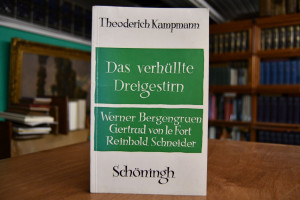 Theoderich Kampmann
Das verhüllte
Dreigestirn
Werner Bergengruen
Gertrud von le Fort
Reinhold Schneider
Schöningh